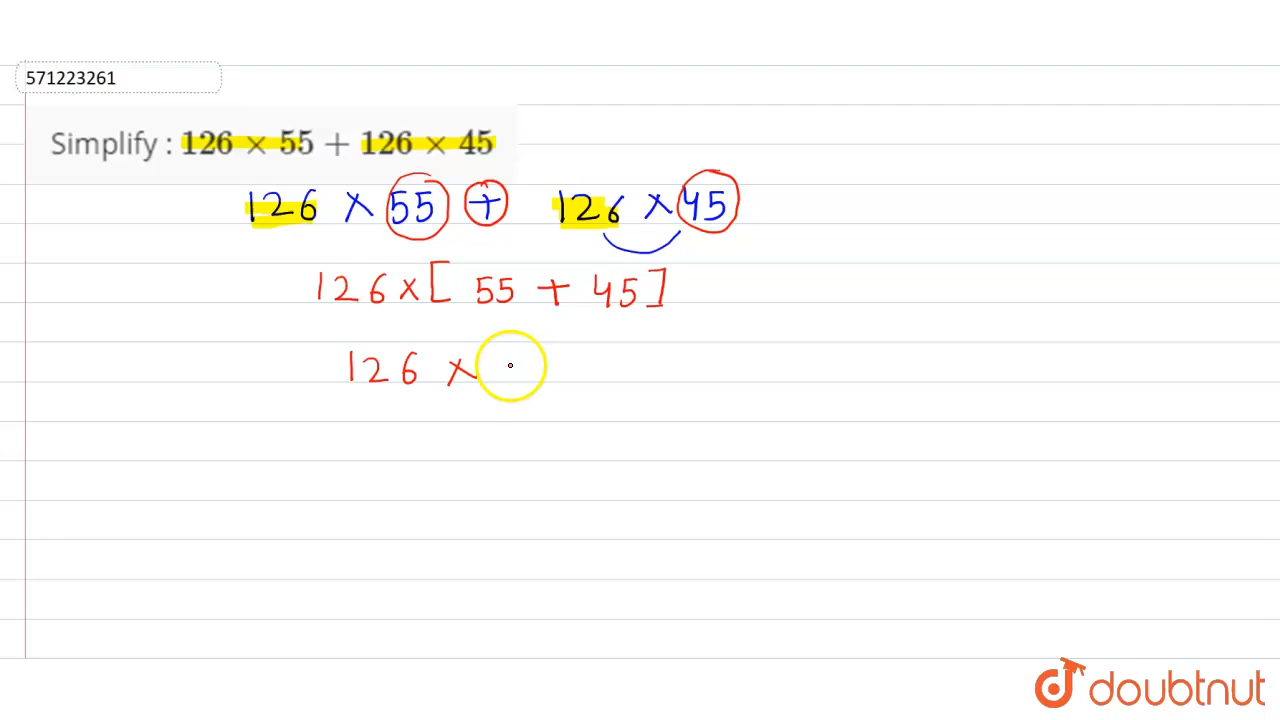 571223261
Simplify : 126 × 55 + 126 × 45
126 × 55 + 126 × 45
126 × [ 55 + 45 ]
126 ×
doubtnut